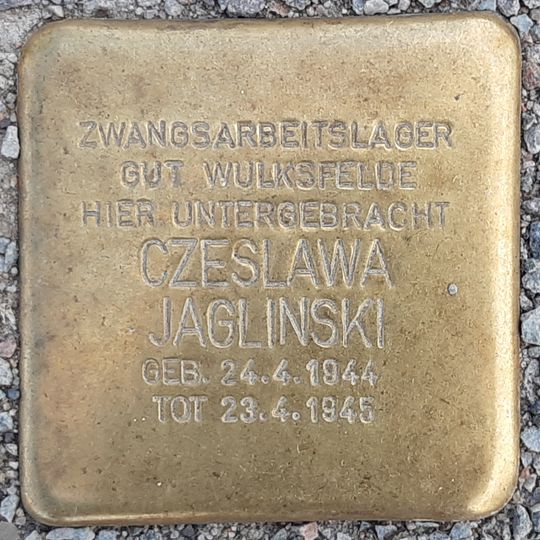 ZWANGSARBEITSLAGER
GUT WULKSFELDE
HIER UNTERGEBRACHT
CZESLAWA
JAGLINSKI
GEB. 24.4.1944
TOT 23.4.1945